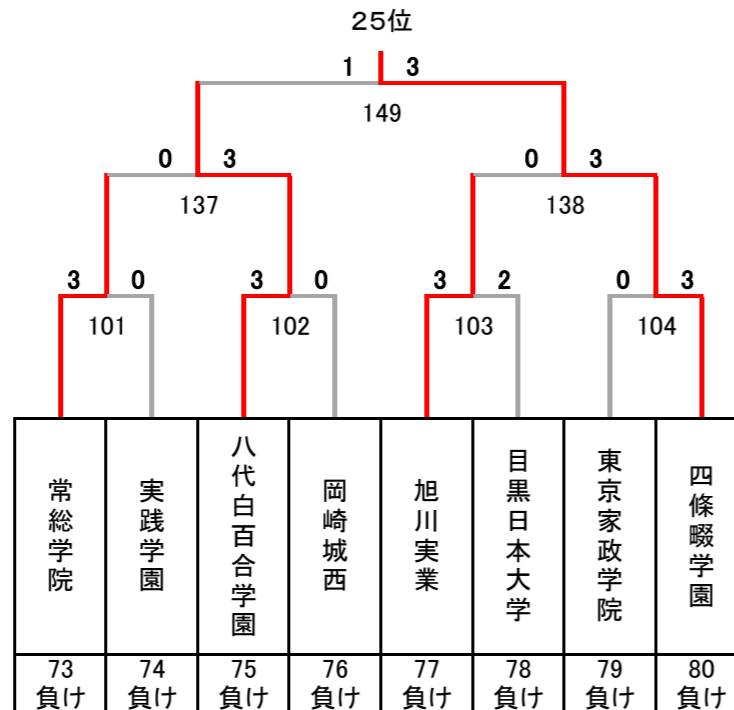 25位
1 3
149
0 3 0 3
137 138
3 0 3 0 3 2 0 3
101 102 103 104
常総学院
実践学園
八代白百合学園
岡崎城西
旭川実業
目黒日本大学
東京家政学院
四條畷学園
73 74 75 76 77 78 79 80
負け 負け 負け 負け 負け 負け 負け 負け